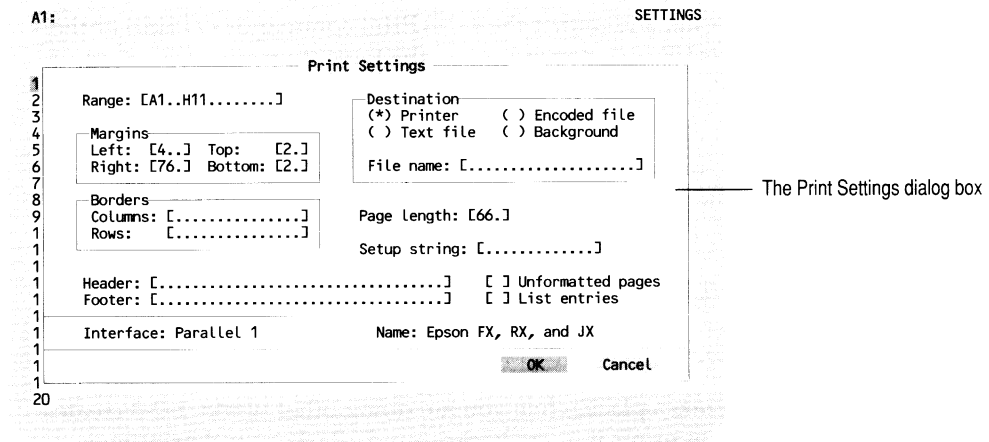 A1: SETTINGS
Print Settings
1
2 Range: [A1..H11........] Destination
3 (*) Printer ( ) Encoded file
4 Margins ( ) Text file ( ) Background
5 Left: [4..] Top: [2.]
6 Right: [76.] Bottom: [2.] File name: [....................]
7 The Print Settings dialog box
8 Borders
9 Columns: [...............] Page length: [66.]
1 Rows: [...............]
1 Setup string: [.............]
1
1 Header: [..................................] [ ] Unformatted pages
1 Footer: [..................................] [ ] List entries
1
1 Interface: Parallel 1 Name: Epson FX, RX, and JX
1
1 OK Cancel
1
20